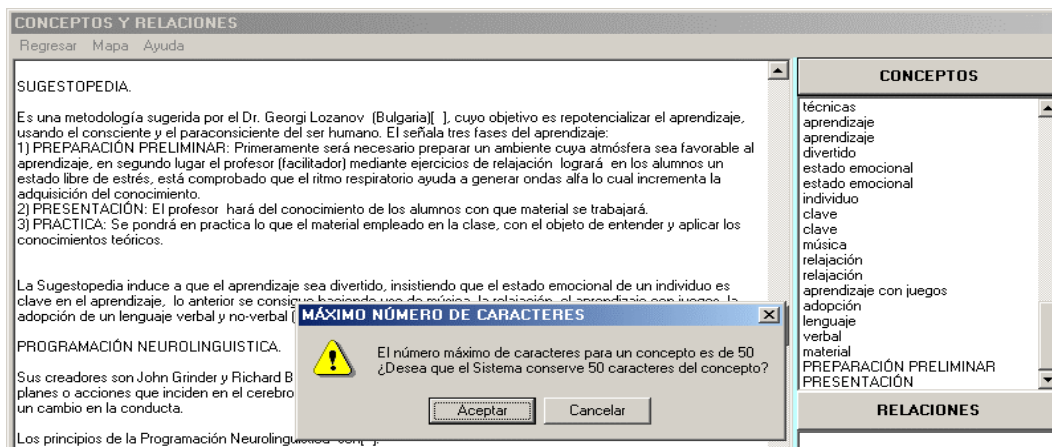 CONCEPTOS Y RELACIONES
Regresar Mapa Ayuda
SUGESTOPEDIA.
Es una metodología sugerida por el Dr. Georgi Lozanov (Bulgaria)[ ], cuyo objetivo es repotencializar el aprendizaje,
usando el consciente y el paraconsiciente del ser humano. El señala tres fases del aprendizaje:
1) PREPARACIÓN PRELIMINAR: Primeramente será necesario preparar un ambiente cuya atmósfera sea favorable al
aprendizaje, en segundo lugar el profesor (facilitador) mediante ejercicios de relajación logrará en los alumnos un
estado libre de estrés, está comprobado que el ritmo respiratorio ayuda a generar ondas alfa lo cual incrementa la
adquisición del conocimiento.
2) PRESENTACIÓN: El profesor hará del conocimiento de los alumnos con que material se trabajará.
3) PRACTICA: Se pondrá en practica lo que el material empleado en la clase, con el objeto de entender y aplicar los
conocimientos teóricos.
La Sugestopedia induce a que el aprendizaje sea divertido, insistiendo que el estado emocional de un individuo es
clave en el aprendizaje, lo anterior se consigue haciendo uso de música, la relajación, el aprendizaje con juegos, la
adopción de un lenguaje verbal y no-verbal (
PROGRAMACIÓN NEUROLINGUISTICA.
Sus creadores son John Grinder y Richard B
planes o acciones que inciden en el cerebro
un cambio en la conducta.
Los principios de la Programación Neurolinguística son[ ]:
MÁXIMO NÚMERO DE CARACTERES
El número máximo de caracteres para un concepto es de 50
¿Desea que el Sistema conserve 50 caracteres del concepto?
Aceptar
Cancelar
CONCEPTOS
técnicas
aprendizaje
aprendizaje
divertido
estado emocional
estado emocional
individuo
clave
clave
música
relajación
relajación
aprendizaje con juegos
adopción
lenguaje
verbal
material
PREPARACIÓN PRELIMINAR
PRESENTACIÓN
RELACIONES